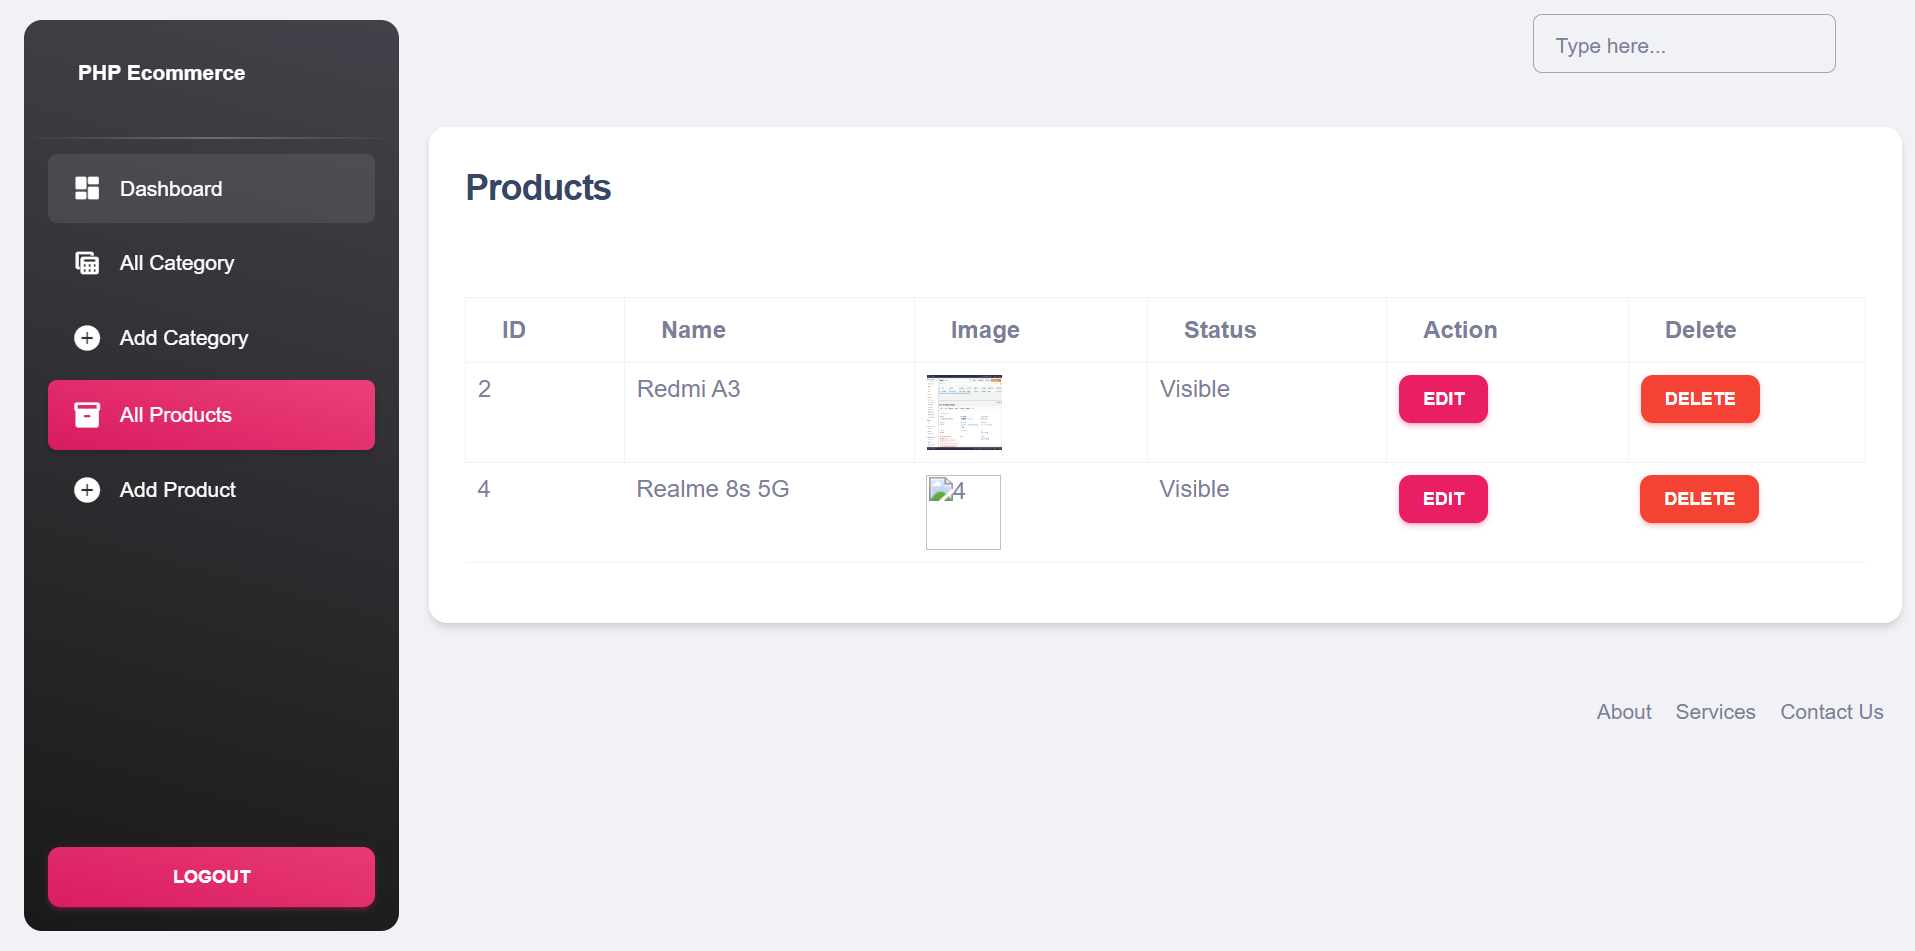 PHP Ecommerce
Type here...
Dashboard
All Category
Add Category
All Products
Add Product
LOGOUT
Products
ID Name Image Status Action Delete
2 Redmi A3 Visible EDIT DELETE
4 Realme 8s 5G 4 Visible EDIT DELETE
About Services Contact Us